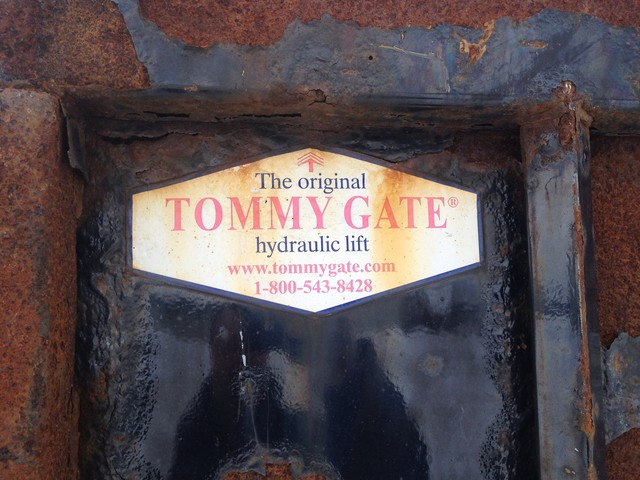 The original
TOMMY GATE®
hydraulic lift
www.tommygate.com
1-800-543-8428